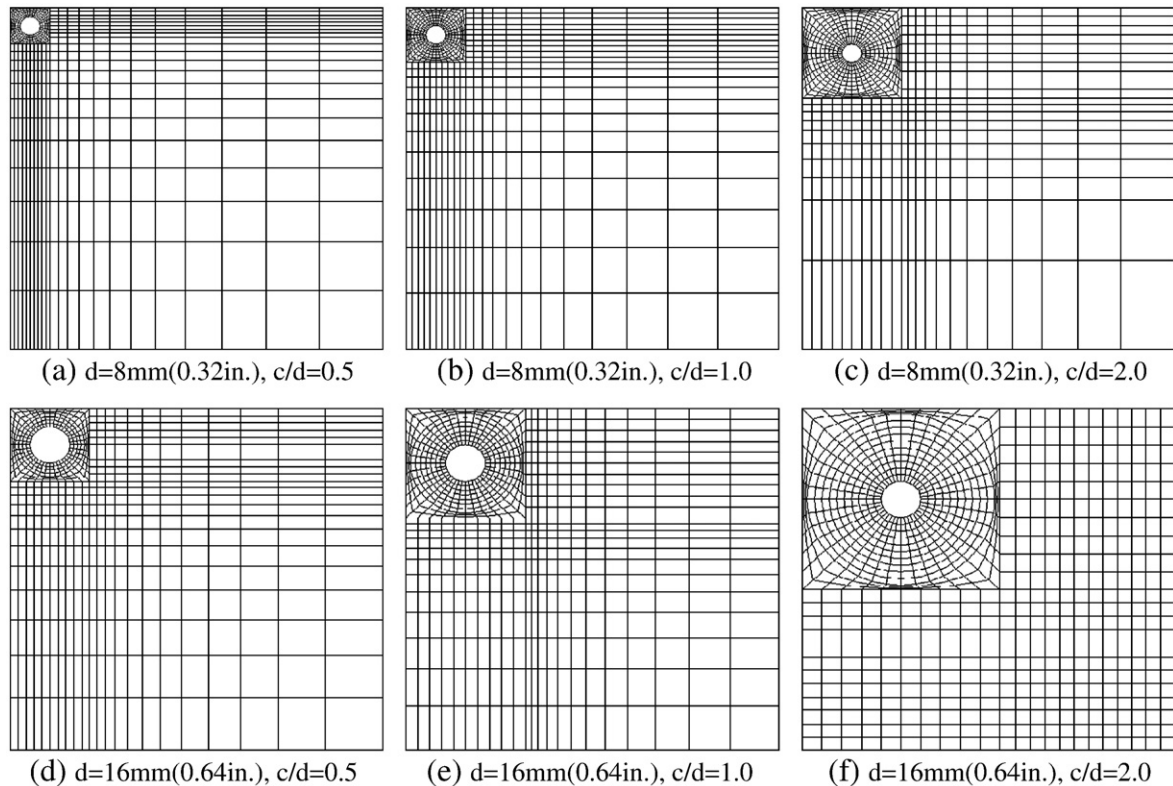 (a) d=8mm(0.32in.), c/d=0.5
(b) d=8mm(0.32in.), c/d=1.0
(c) d=8mm(0.32in.), c/d=2.0
(d) d=16mm(0.64in.), c/d=0.5
(e) d=16mm(0.64in.), c/d=1.0
(f) d=16mm(0.64in.), c/d=2.0